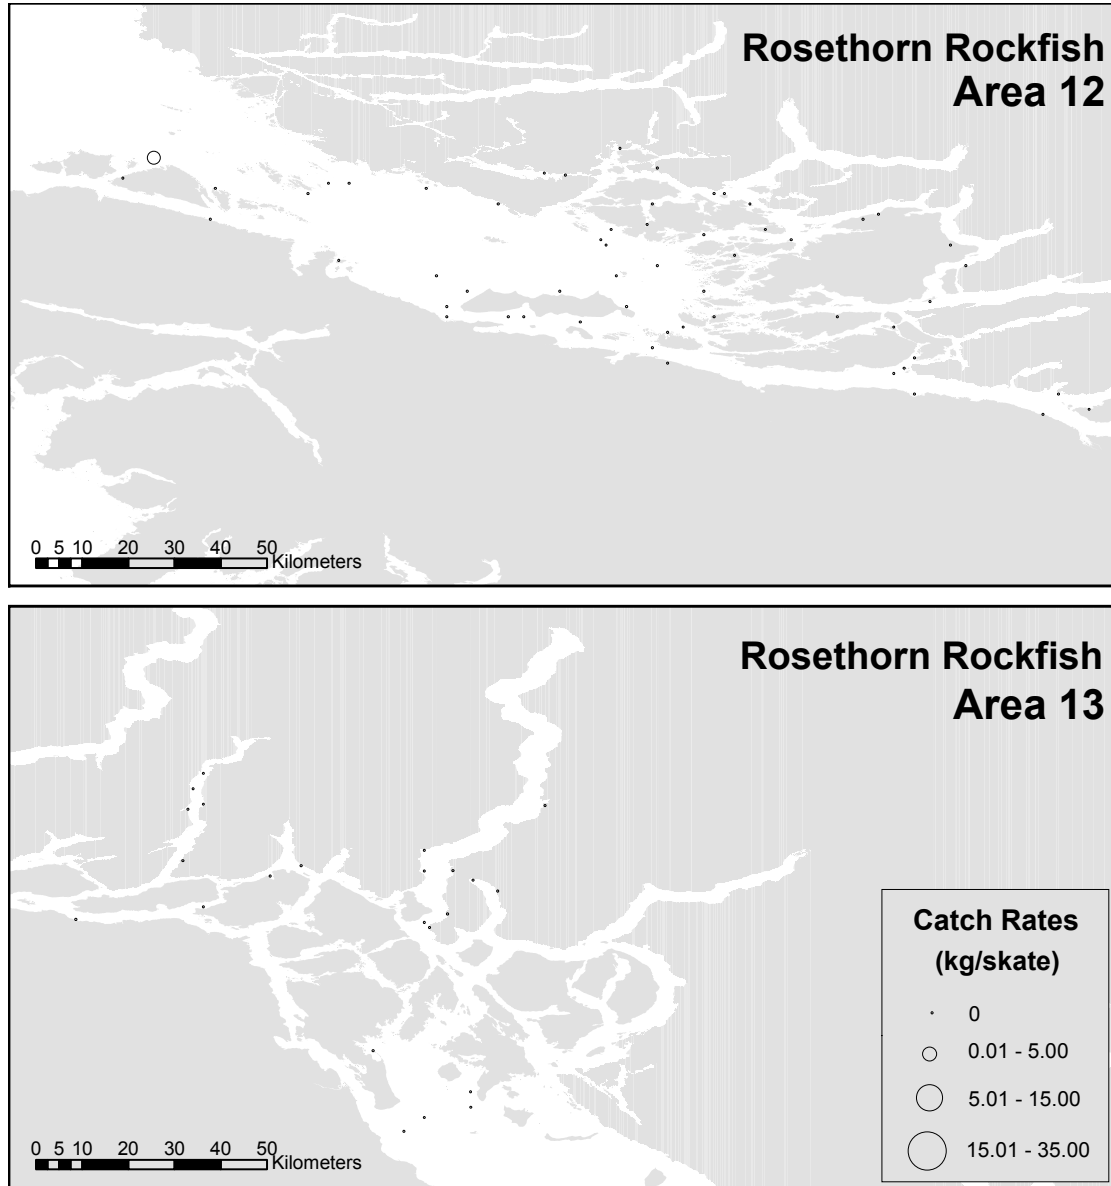 Rosethorn Rockfish
Area 12
0 5 10 20 30 40 50
Kilometers
Rosethorn Rockfish
Area 13
Catch Rates
(kg/skate)
0
0.01 - 5.00
5.01 - 15.00
15.01 - 35.00
0 5 10 20 30 40 50
Kilometers